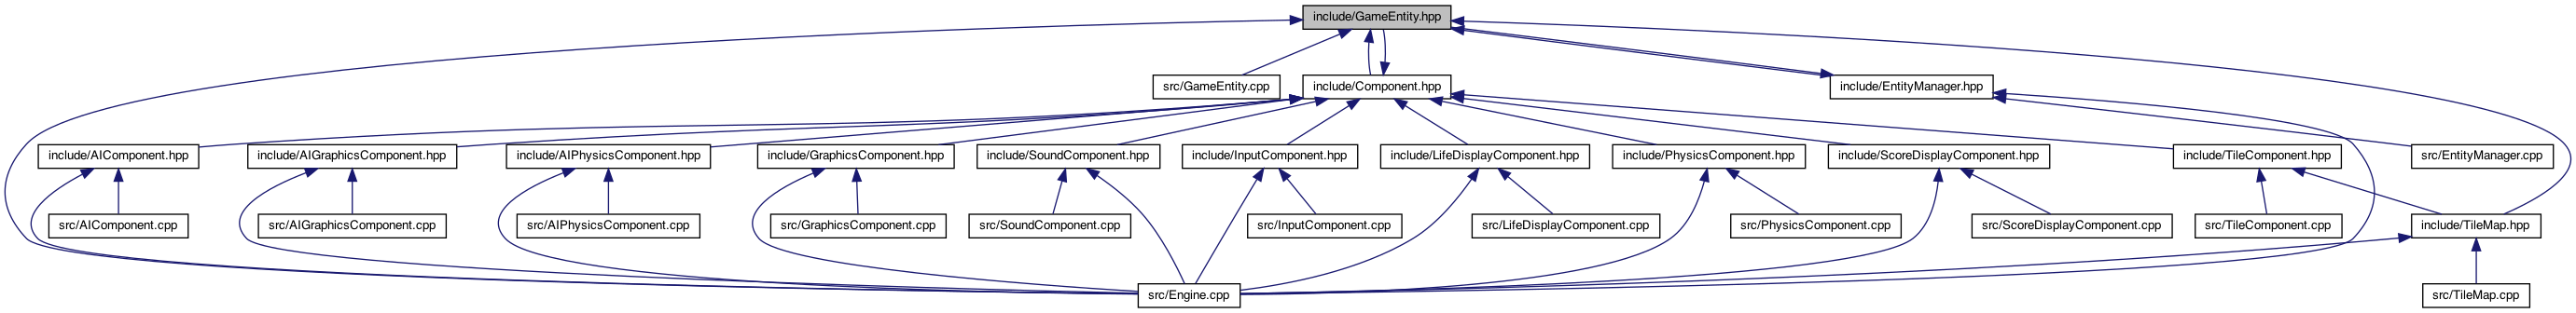 include/GameEntity.hpp
src/GameEntity.cpp
include/Component.hpp
include/EntityManager.hpp
include/AIComponent.hpp
include/AIGraphicsComponent.hpp
include/AIPhysicsComponent.hpp
include/GraphicsComponent.hpp
include/SoundComponent.hpp
include/InputComponent.hpp
include/LifeDisplayComponent.hpp
include/PhysicsComponent.hpp
include/ScoreDisplayComponent.hpp
include/TileComponent.hpp
src/EntityManager.cpp
src/AIComponent.cpp
src/AIGraphicsComponent.cpp
src/AIPhysicsComponent.cpp
src/GraphicsComponent.cpp
src/SoundComponent.cpp
src/InputComponent.cpp
src/LifeDisplayComponent.cpp
src/PhysicsComponent.cpp
src/ScoreDisplayComponent.cpp
src/TileComponent.cpp
include/TileMap.hpp
src/Engine.cpp
src/TileMap.cpp